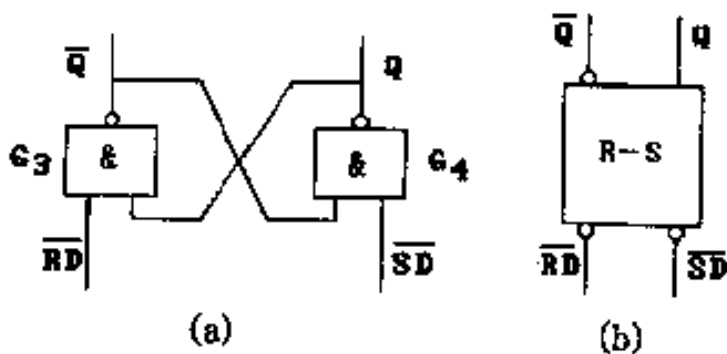 Q̅ Q Q̅ Q
G3 & & G4 R-S
R̅D̅ S̅D̅ R̅D̅ S̅D̅
(a) (b)